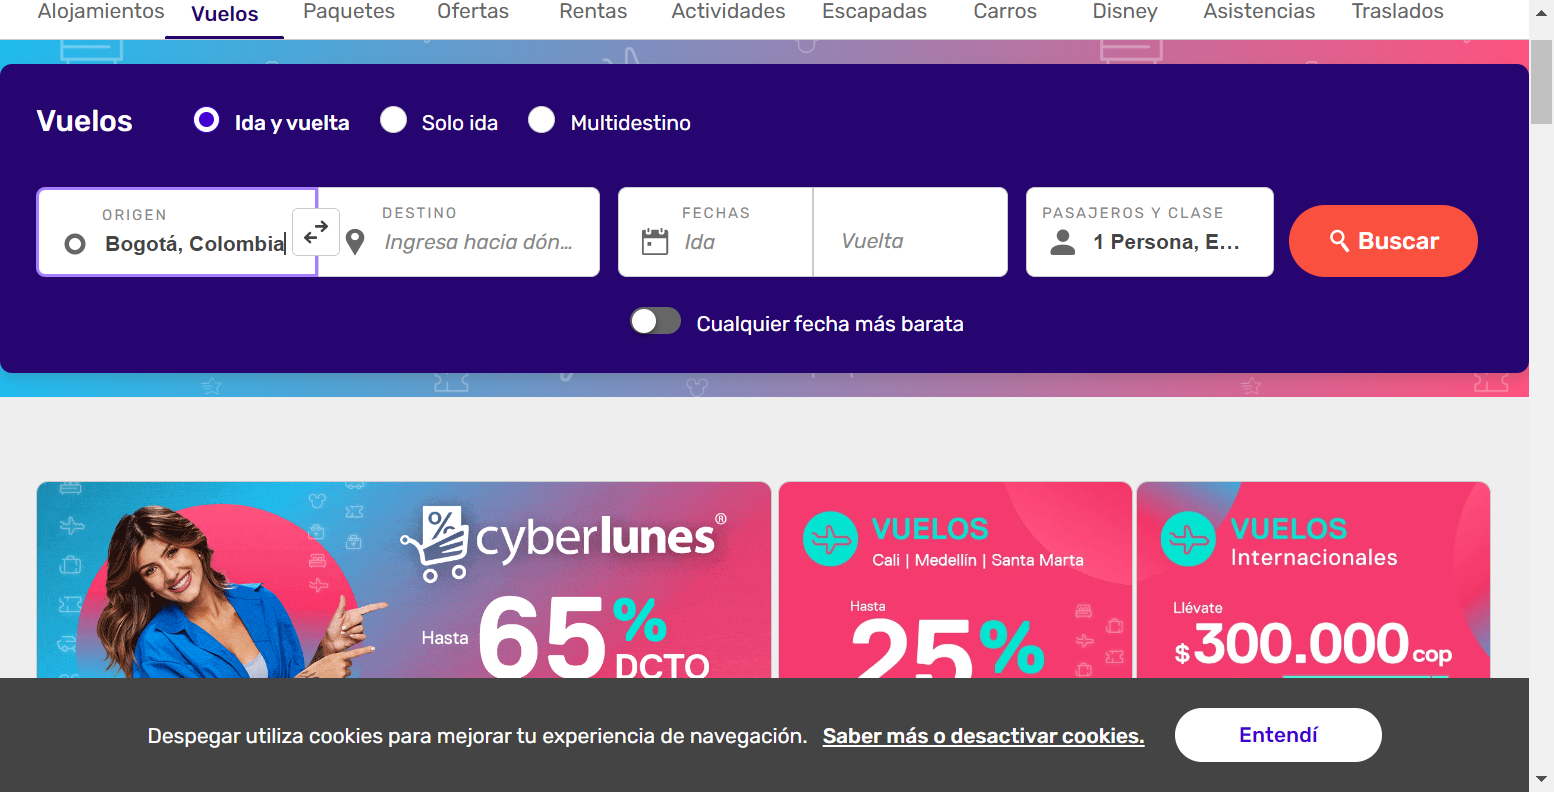 Alojamientos Vuelos Paquetes Ofertas Rentas Actividades Escapadas Carros Disney Asistencias Traslados
Vuelos Ida y vuelta Solo ida Multidestino
ORIGEN DESTINO FECHAS PASAJEROS Y CLASE
Bogotá, Colombia Ingresa hacia dón... Ida Vuelta 1 Persona, E... Buscar
Cualquier fecha más barata
%
cyberlunes®
Hasta 65% DCTO
VUELOS
Cali | Medellín | Santa Marta
Hasta
25%
VUELOS
Internacionales
Llévate
$300.000 cop
Despegar utiliza cookies para mejorar tu experiencia de navegación. Saber más o desactivar cookies. Entendí